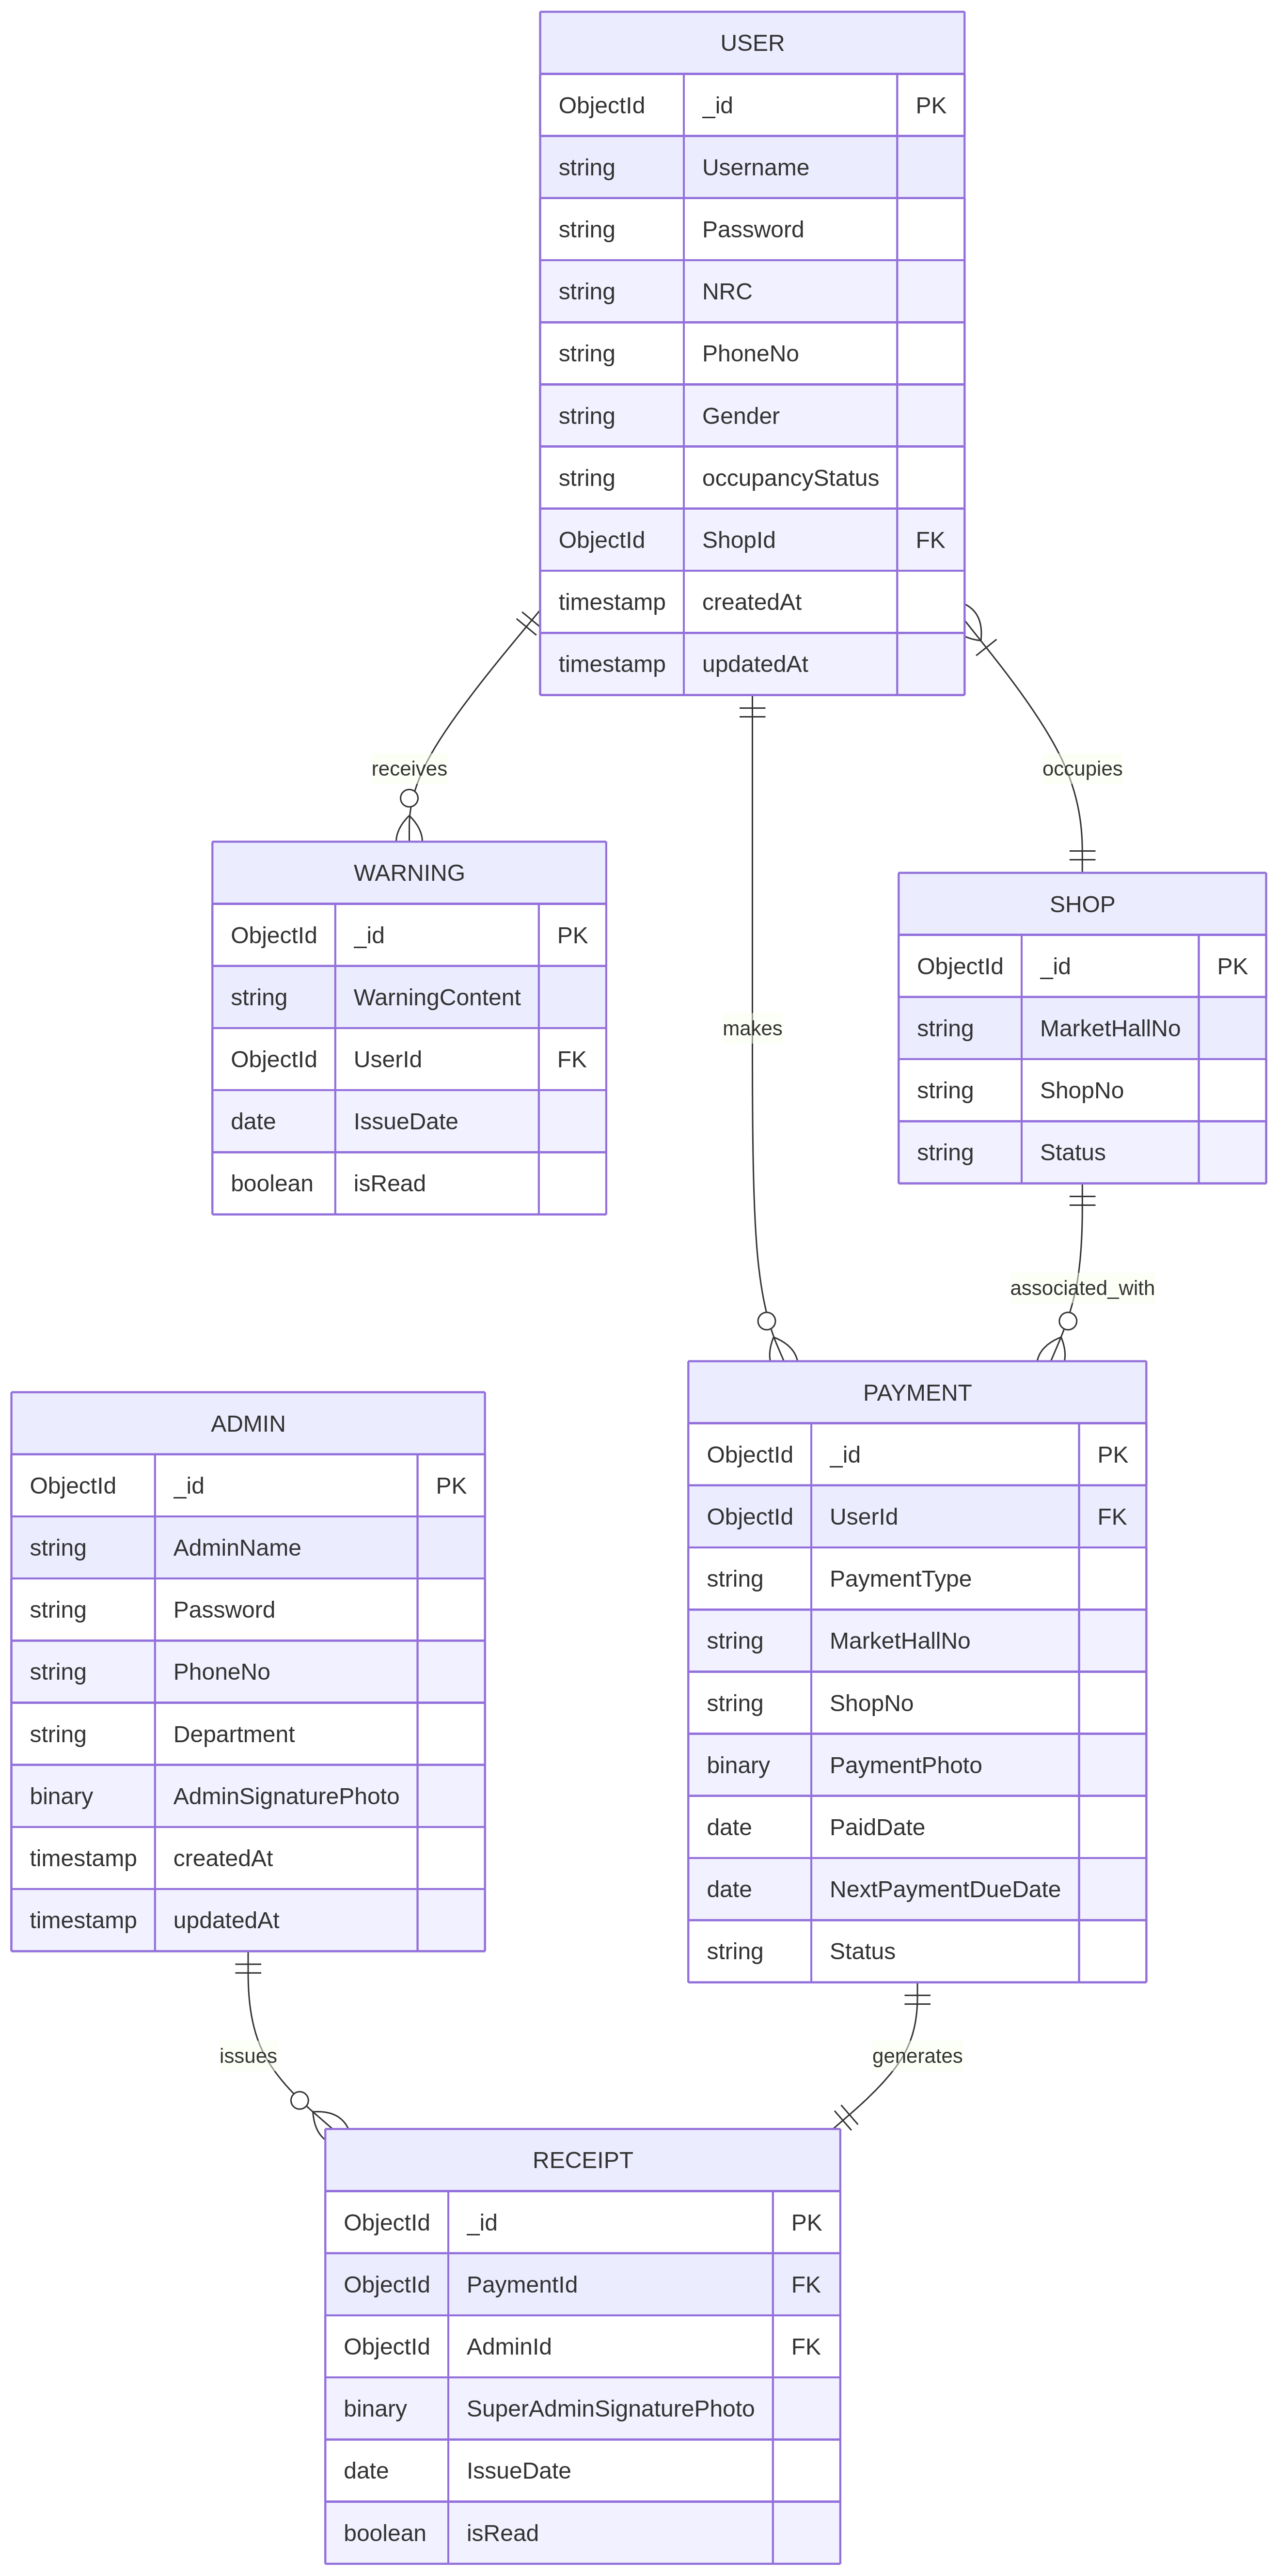 USER
ObjectId _id PK
string Username
string Password
string NRC
string PhoneNo
string Gender
string occupancyStatus
ObjectId ShopId FK
timestamp createdAt
timestamp updatedAt
receives
occupies
WARNING
ObjectId _id PK
string WarningContent
ObjectId UserId FK
date IssueDate
boolean isRead
makes
SHOP
ObjectId _id PK
string MarketHallNo
string ShopNo
string Status
associated_with
ADMIN
ObjectId _id PK
string AdminName
string Password
string PhoneNo
string Department
binary AdminSignaturePhoto
timestamp createdAt
timestamp updatedAt
PAYMENT
ObjectId _id PK
ObjectId UserId FK
string PaymentType
string MarketHallNo
string ShopNo
binary PaymentPhoto
date PaidDate
date NextPaymentDueDate
string Status
issues
generates
RECEIPT
ObjectId _id PK
ObjectId PaymentId FK
ObjectId AdminId FK
binary SuperAdminSignaturePhoto
date IssueDate
boolean isRead